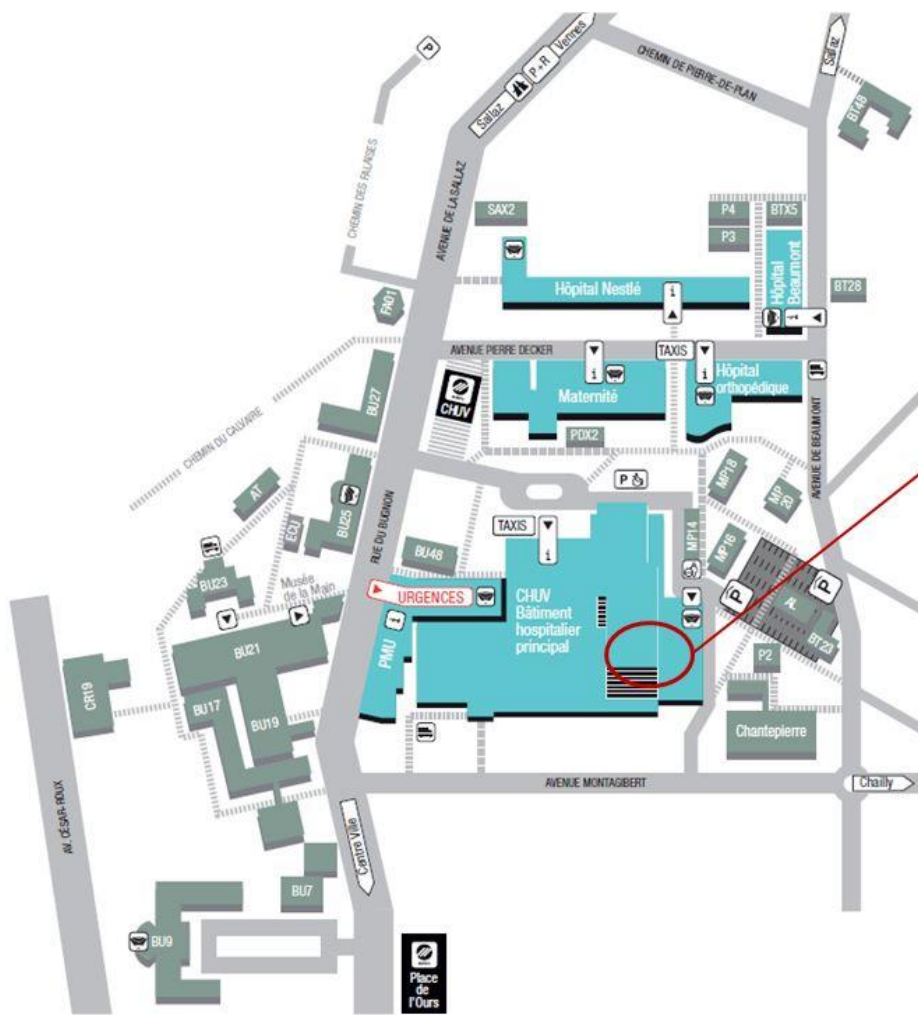 P
CHEMIN DES FALAISES
Sallaz
P+R
Vennes
AVENUE DE LA SALLAZ
CHEMIN DE PIERRE-DE-PLAN
Sallaz
BT48
SAX2
P4
BTX5
P3
Hôpital Nestlé
i
Hôpital
Beaumont
i
BT28
FA01
AVENUE PIERRE DECKER
TAXIS
i
i
Maternité
Hôpital
orthopédique
CHUV
BU27
CHEMIN DU CALVAIRE
PDX2
AVENUE DE BEAUMONT
AT
ECU
BU25
RUE DU BUGNON
P
MP18
MP
20
TAXIS
i
MP14
MP16
BU48
BU23
Musée
de la Main
URGENCES
i
PMU
CHUV
Bâtiment
hospitalier
principal
P
P
AL
BT23
P2
BU21
CR19
BU17
BU19
Chantepierre
AVENUE MONTAGIBERT
Chailly
AV. CÉSAR-ROUX
Centre Ville
BU7
BU9
Place
de
l'Ours